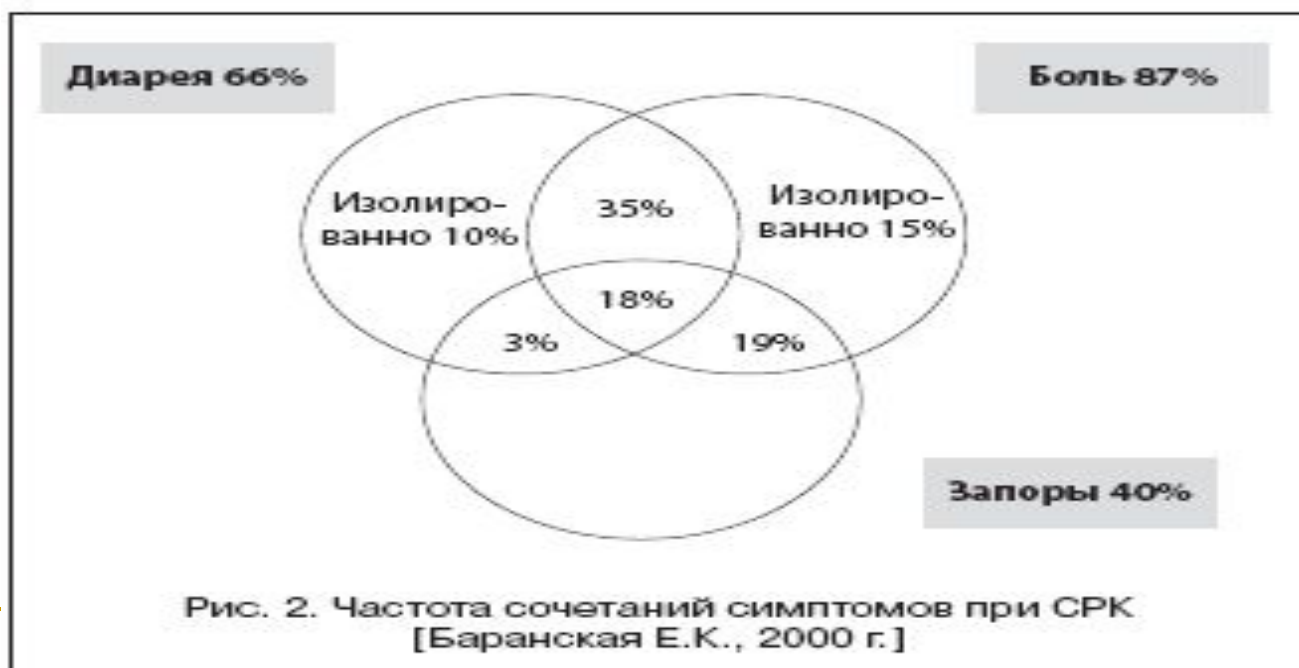 Диарея 66%
Боль 87%
Изолиро-
ванно 10%
35%
Изолиро-
ванно 15%
18%
3%
19%
Запоры 40%
Рис. 2. Частота сочетаний симптомов при СРК
[Баранская Е.К., 2000 г.]